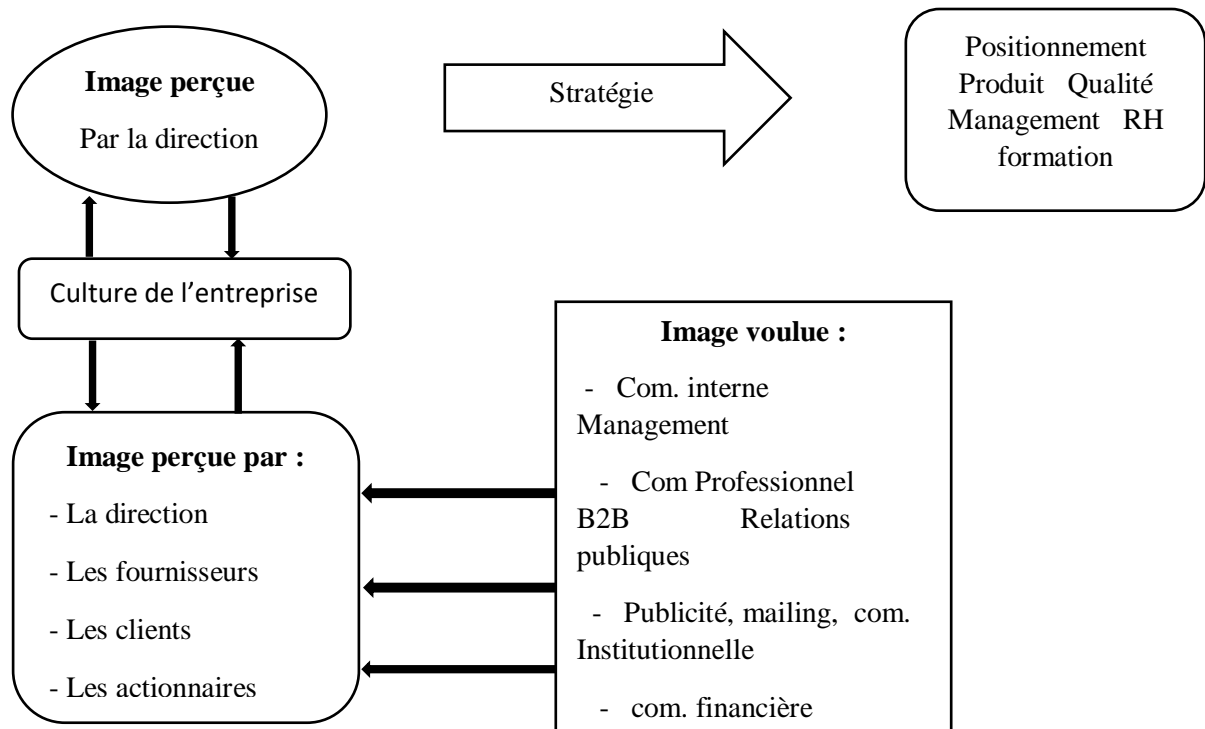 Image perçue
Par la direction
Stratégie
Positionnement
Produit Qualité
Management RH
formation
Culture de l’entreprise
Image perçue par :
- La direction
- Les fournisseurs
- Les clients
- Les actionnaires
Image voulue :
- Com. interne
Management
- Com Professionnel
B2B Relations
publiques
- Publicité, mailing, com.
Institutionnelle
- com. financière